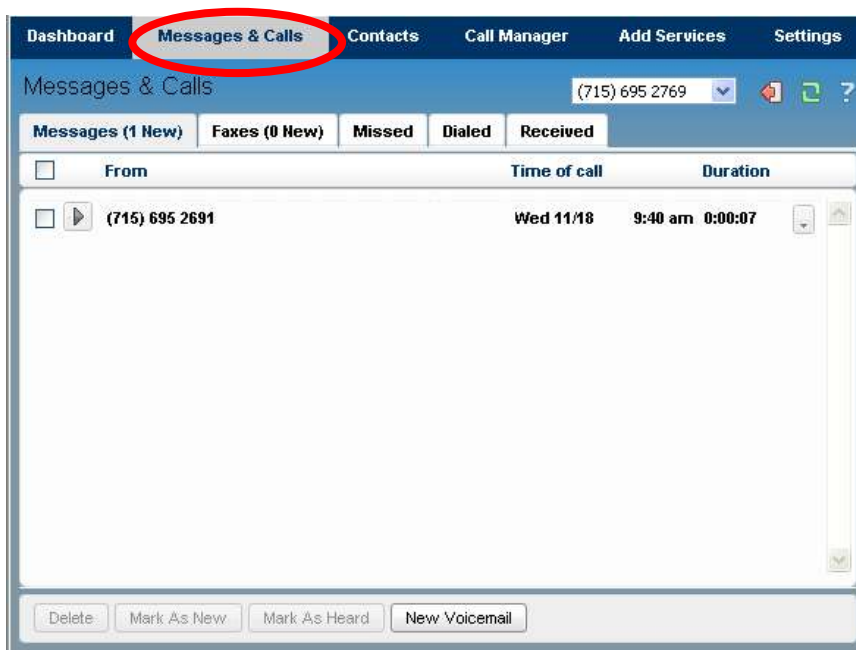 Dashboard Messages & Calls Contacts Call Manager Add Services Settings
Messages & Calls (715) 695 2769 ?
Messages (1 New) Faxes (0 New) Missed Dialed Received
From Time of call Duration
(715) 695 2691 Wed 11/18 9:40 am 0:00:07
Delete Mark As New Mark As Heard New Voicemail